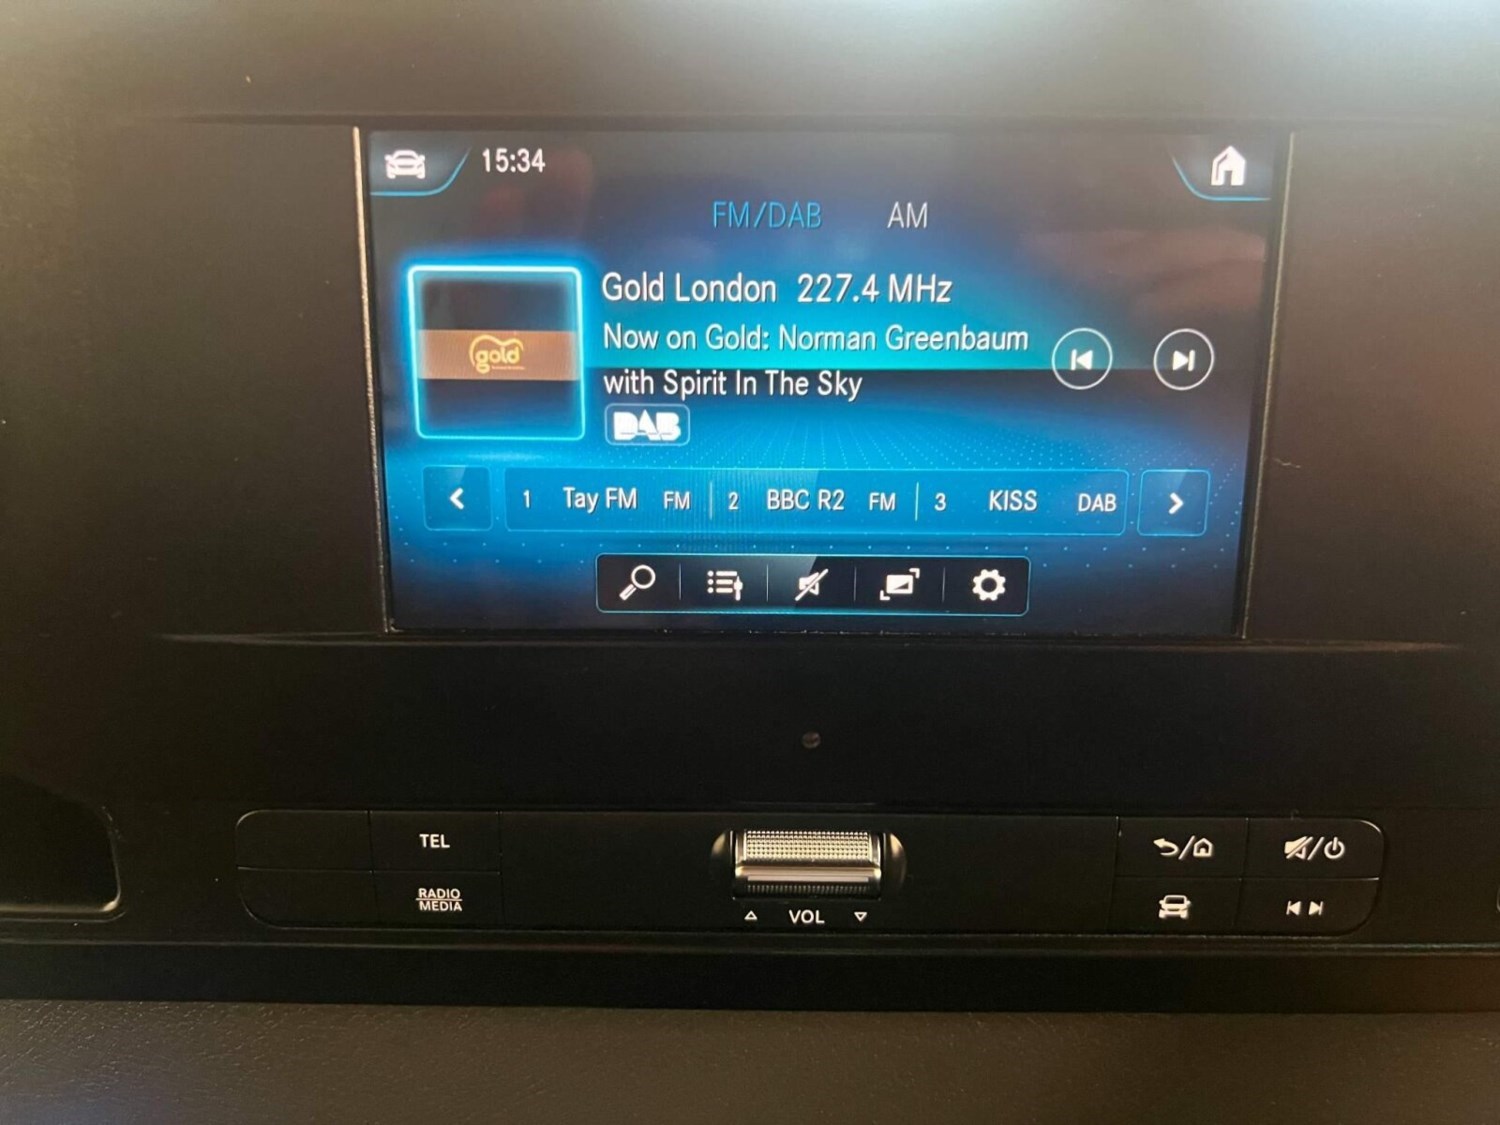 15:34
FM/DAB AM
Gold London 227.4 MHz
Now on Gold: Norman Greenbaum
with Spirit In The Sky
gold
DAB
1 Tay FM FM 2 BBC R2 FM 3 KISS DAB
TEL
RADIO
MEDIA
VOL